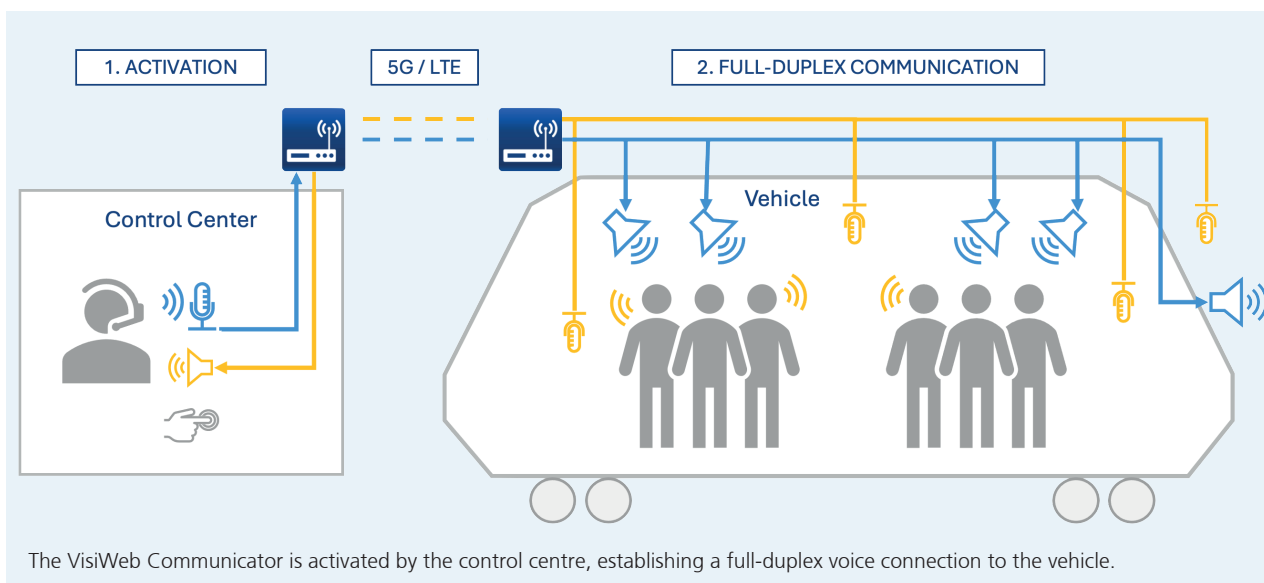 1. ACTIVATION
5G / LTE
2. FULL-DUPLEX COMMUNICATION
Control Center
Vehicle
The VisiWeb Communicator is activated by the control centre, establishing a full-duplex voice connection to the vehicle.